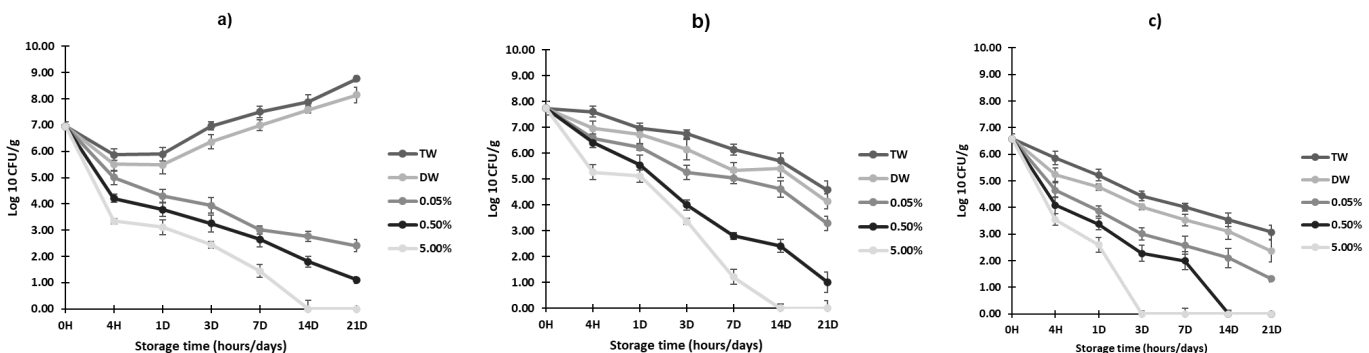 a)
10.00
9.00
8.00
7.00
6.00
5.00
4.00
3.00
2.00
1.00
0.00
Log 10 CFU/g
0H 4H 1D 3D 7D 14D 21D
Storage time (hours/days)
TW
DW
0.05%
0.50%
5.00%
b)
10.00
9.00
8.00
7.00
6.00
5.00
4.00
3.00
2.00
1.00
0.00
Log 10 CFU/g
0H 4H 1D 3D 7D 14D 21D
Storage time (hours/days)
TW
DW
0.05%
0.50%
5.00%
c)
10.00
9.00
8.00
7.00
6.00
5.00
4.00
3.00
2.00
1.00
0.00
Log 10 CFU/g
0H 4H 1D 3D 7D 14D 21D
Storage time (hours/days)
TW
DW
0.05%
0.50%
5.00%